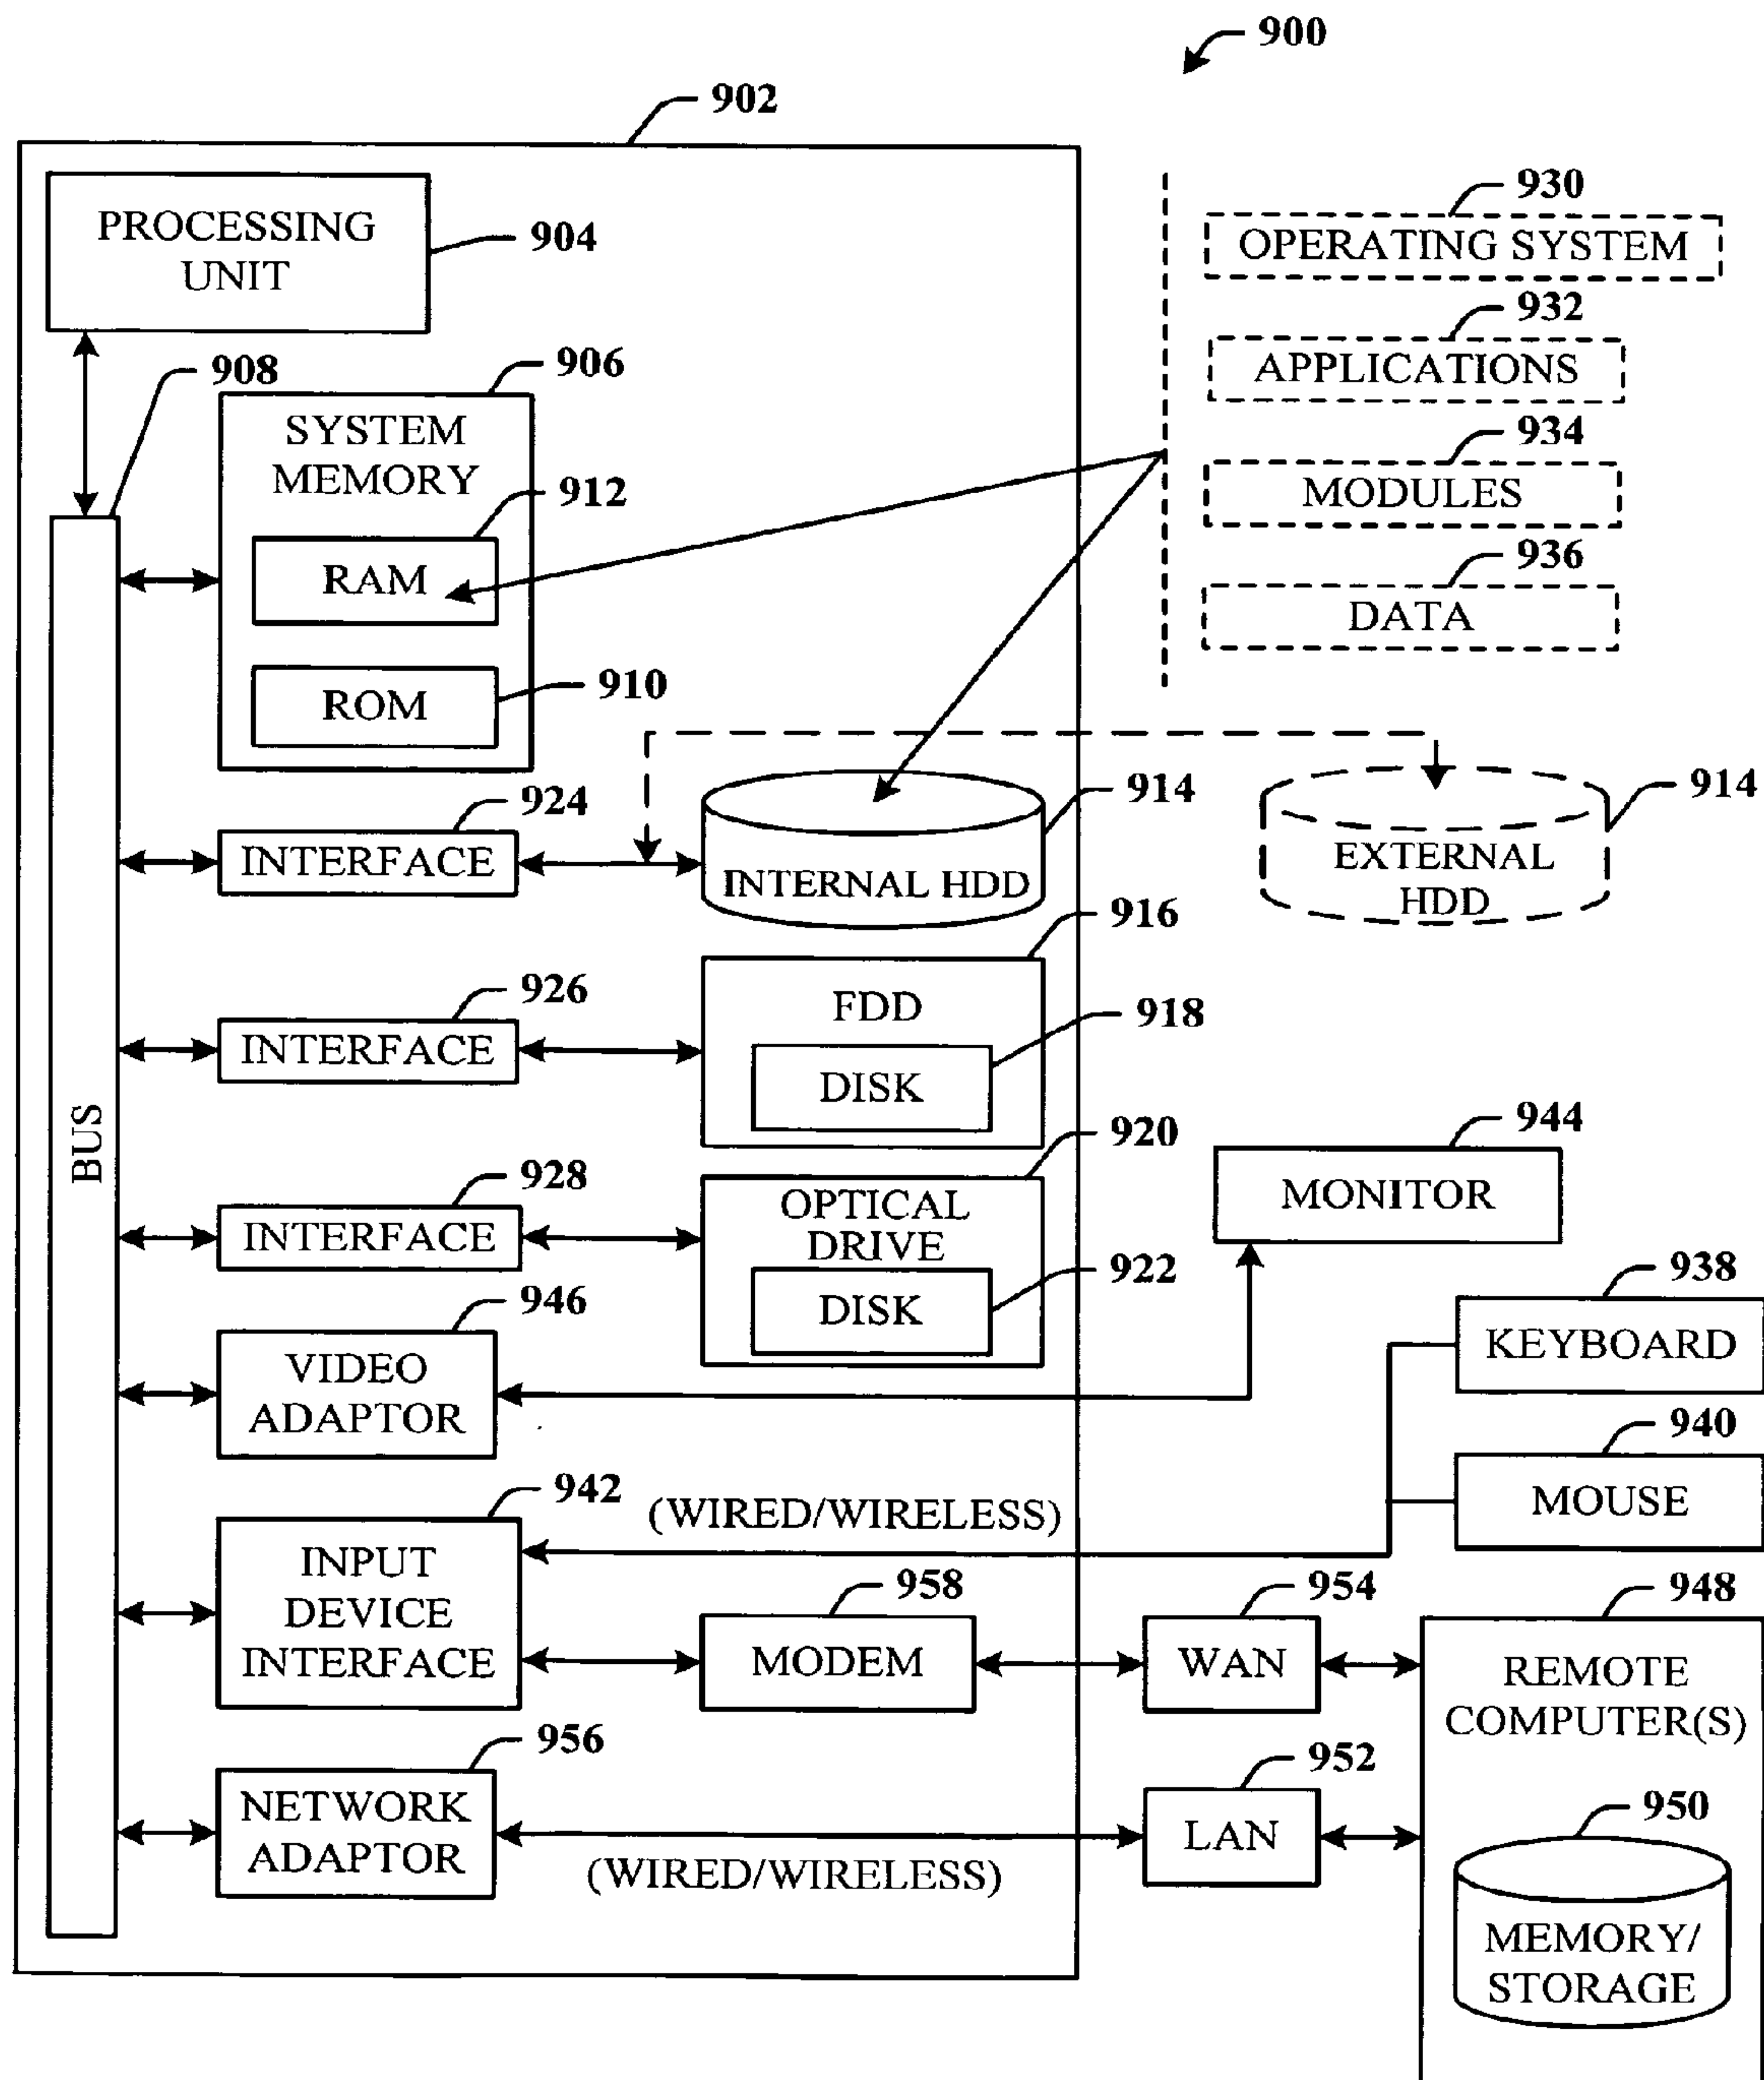 900
902
PROCESSING
UNIT
904
930
OPERATING SYSTEM
932
APPLICATIONS
934
MODULES
936
DATA
908
906
SYSTEM
MEMORY
912
RAM
910
ROM
924
INTERFACE
914
INTERNAL HDD
914
EXTERNAL
HDD
916
FDD
918
DISK
926
INTERFACE
BUS
920
OPTICAL
DRIVE
922
DISK
928
INTERFACE
944
MONITOR
946
VIDEO
ADAPTOR
938
KEYBOARD
940
MOUSE
942
INPUT
DEVICE
INTERFACE
(WIRED/WIRELESS)
958
MODEM
954
WAN
948
REMOTE
COMPUTER(S)
956
NETWORK
ADAPTOR
(WIRED/WIRELESS)
952
LAN
950
MEMORY/
STORAGE